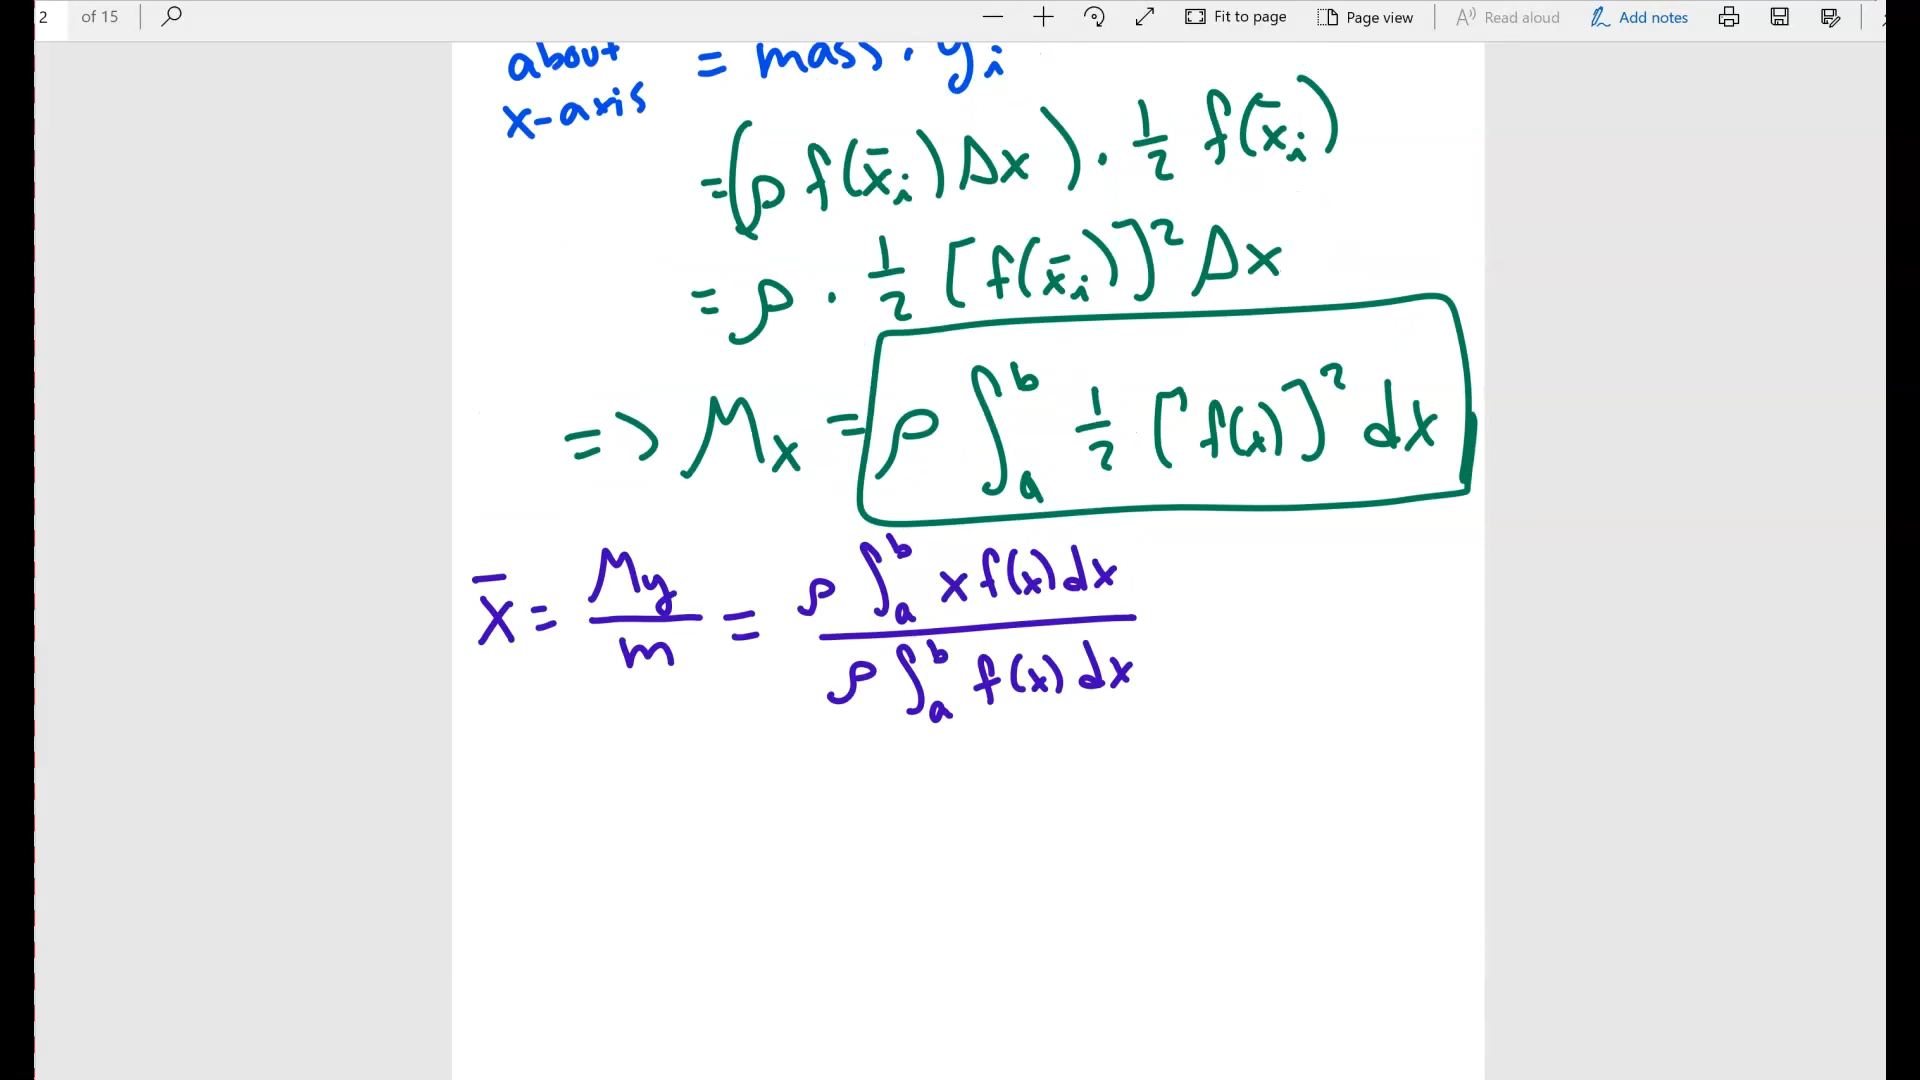 2 of 15 Fit to page Page view Read aloud Add notes
about = mass · yᵢ
x-axis
= (ρ f(x̄ᵢ) Δx) · 1/2 f(x̄ᵢ)
= ρ · 1/2 [f(x̄ᵢ)]² Δx
=> Mₓ = ρ ∫ₐᵇ 1/2 [f(x)]² dx
x̄ = My/m = ρ ∫ₐᵇ x f(x) dx / ρ ∫ₐᵇ f(x) dx